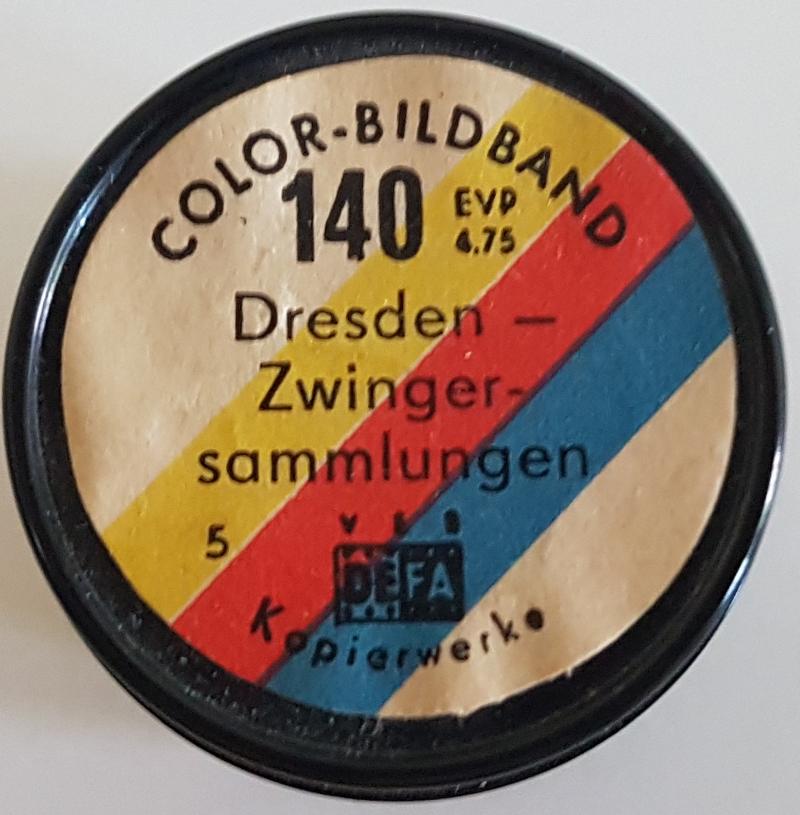 COLOR-BILDBAND
140 EVP
4.75
Dresden –
Zwinger-
sammlungen
5
VEB
DEFA
Kopierwerke